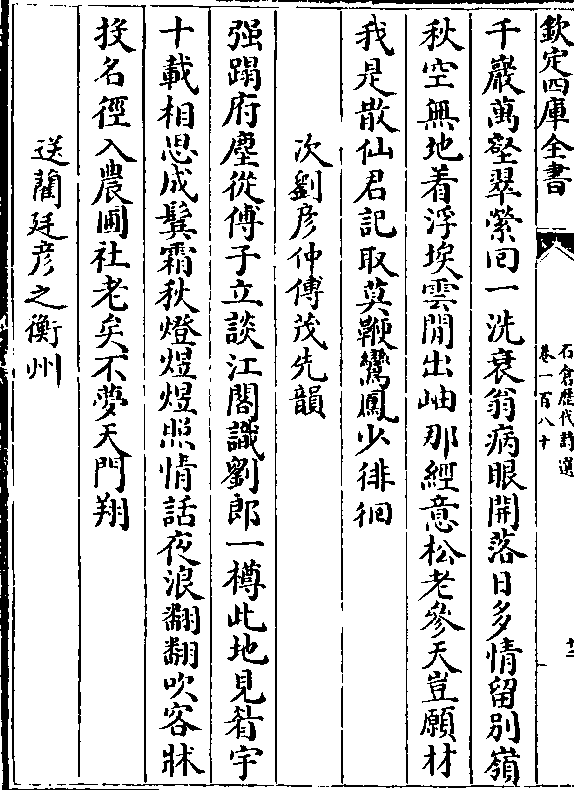 欽定四庫全書
石倉歷代詩選
卷一百八十
十二
千巖萬壑翠縈回一洗衰翁病眼開落日多情留別嶺
秋空無地着浮埃雲閒出岫那經意松老參天豈願材
我是散仙君記取莫鞭鸞鳳少徘徊
次劉彦仲傅茂先韻
强蹋府塵從傅子立談江閣識劉郎一樽此地見眉宇
十載相思成鬢霜秋燈煜煜照情話夜浪翻翻吹客牀
投名徑入農圃社老矣不夢天門翔
送藺廷彦之衡州